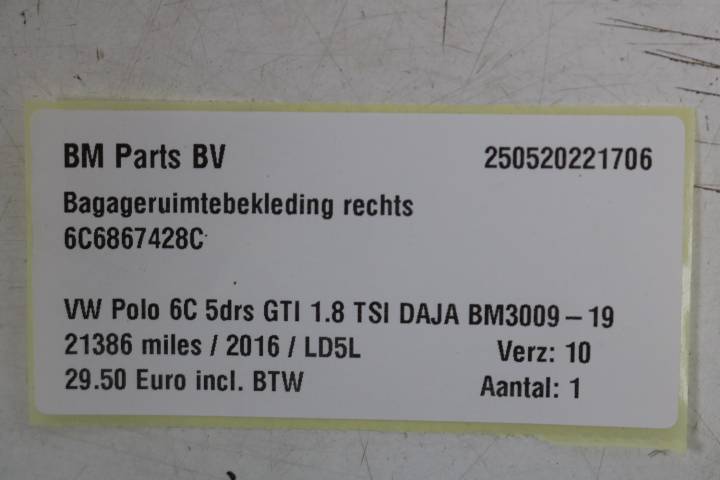 BM Parts BV 250520221706
Bagageruimtebekleding rechts
6C6867428C
VW Polo 6C 5drs GTI 1.8 TSI DAJA BM3009-19
21386 miles / 2016 / LD5L Verz: 10
29.50 Euro incl. BTW Aantal: 1